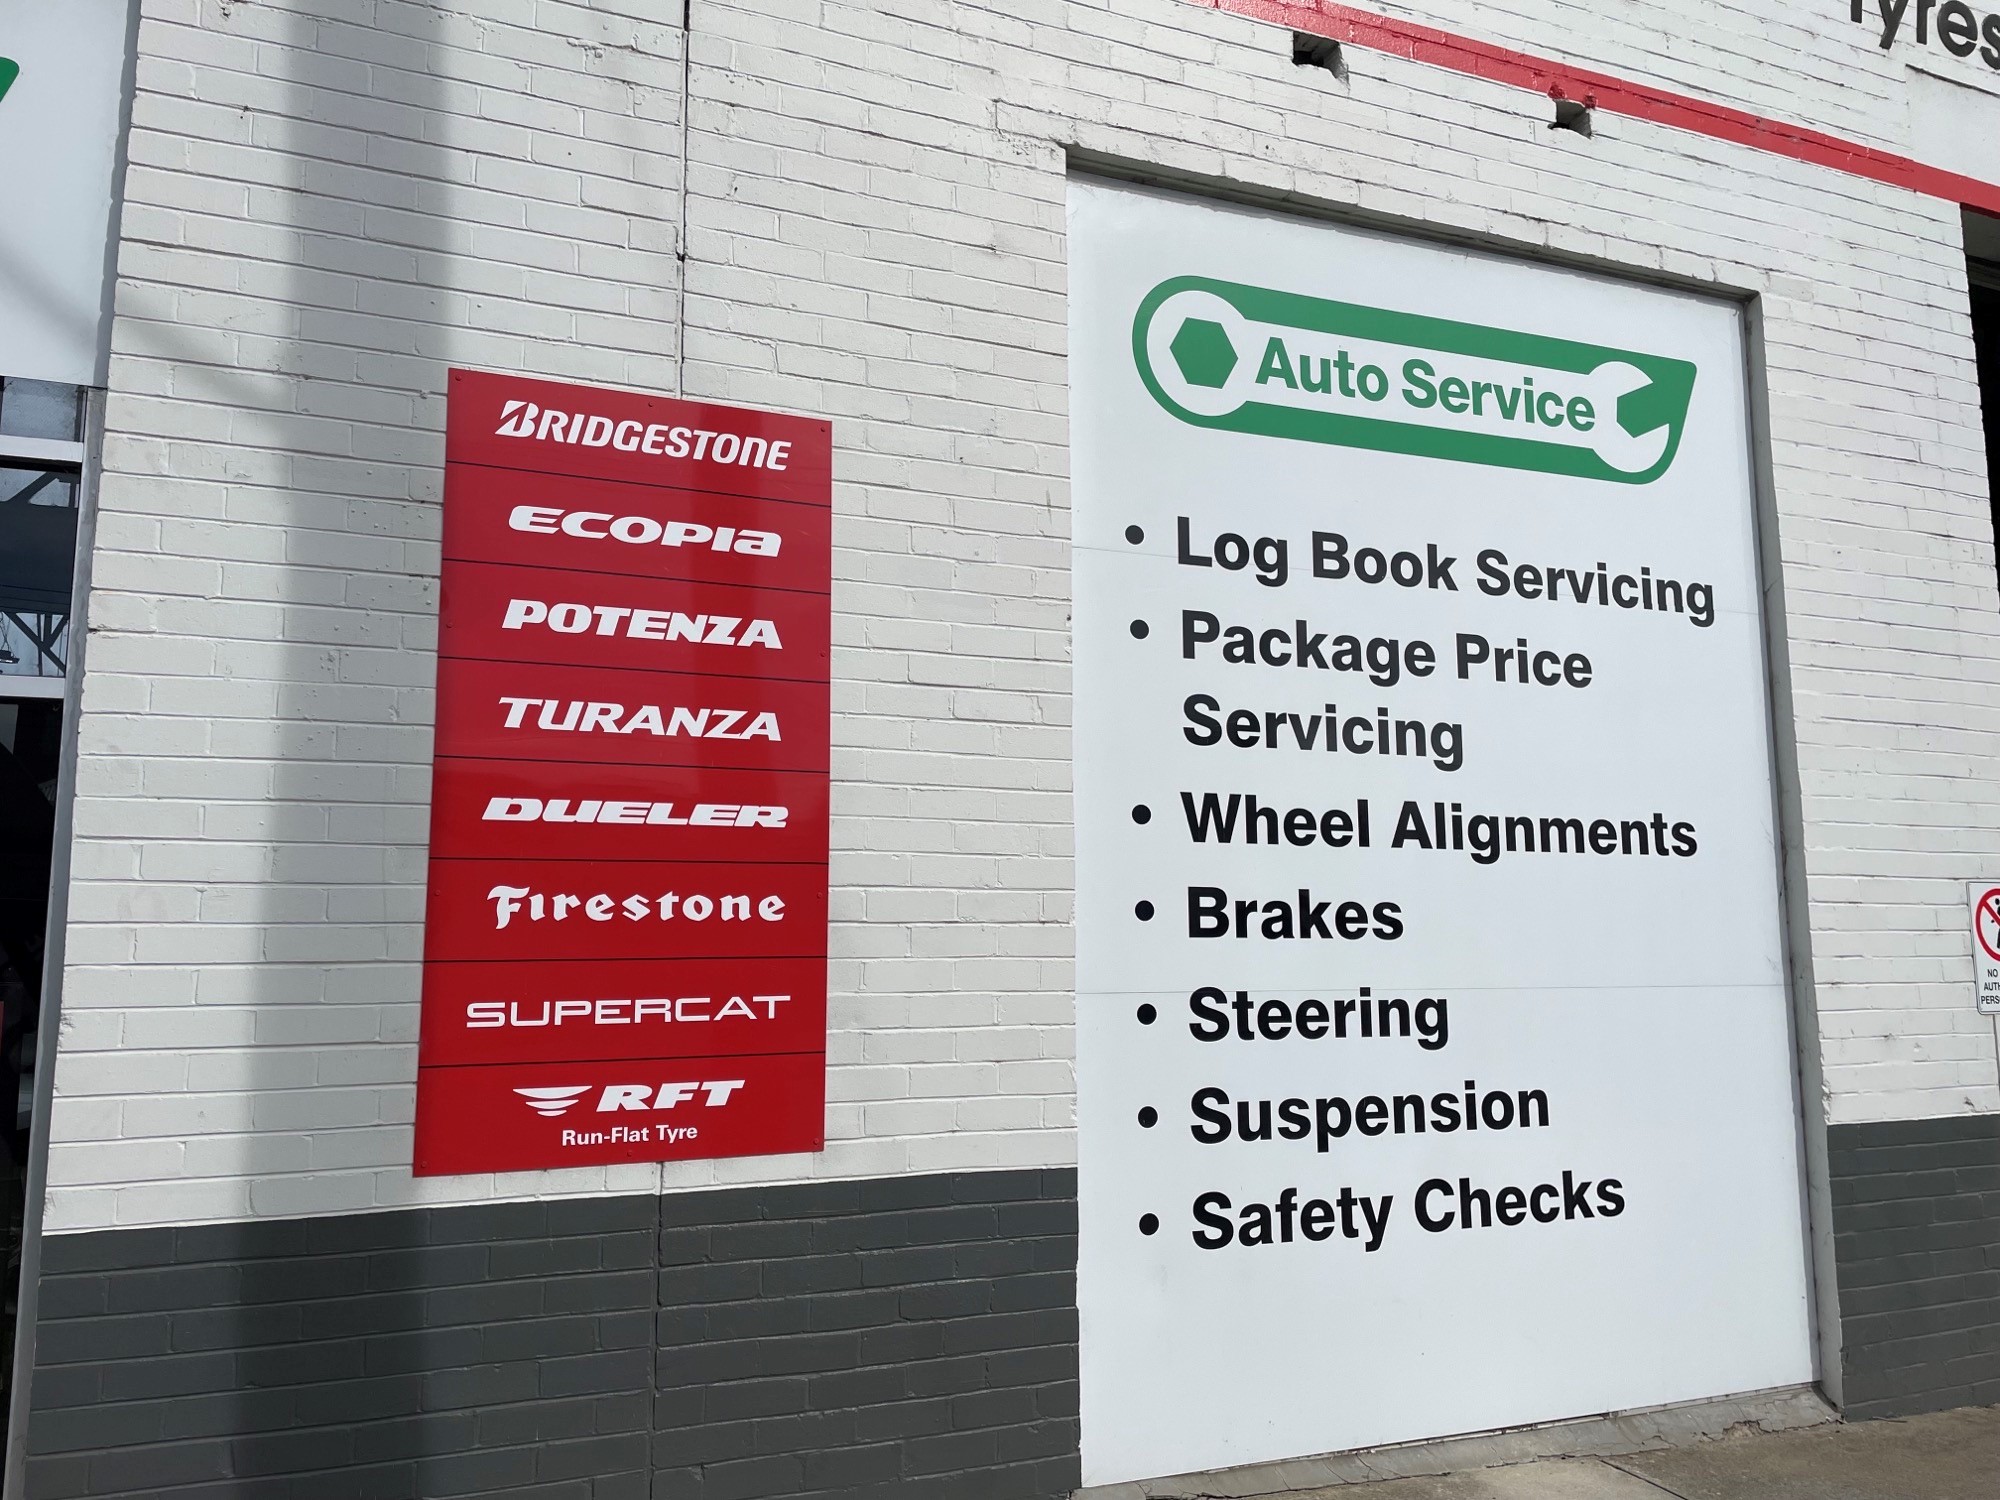 Tyres
BRIDGESTONE
ECOPIA
POTENZA
TURANZA
DUELER
Firestone
SUPERCAT
RFT
Run-Flat Tyre
Auto Service
• Log Book Servicing
• Package Price
Servicing
• Wheel Alignments
• Brakes
• Steering
• Suspension
• Safety Checks
NO